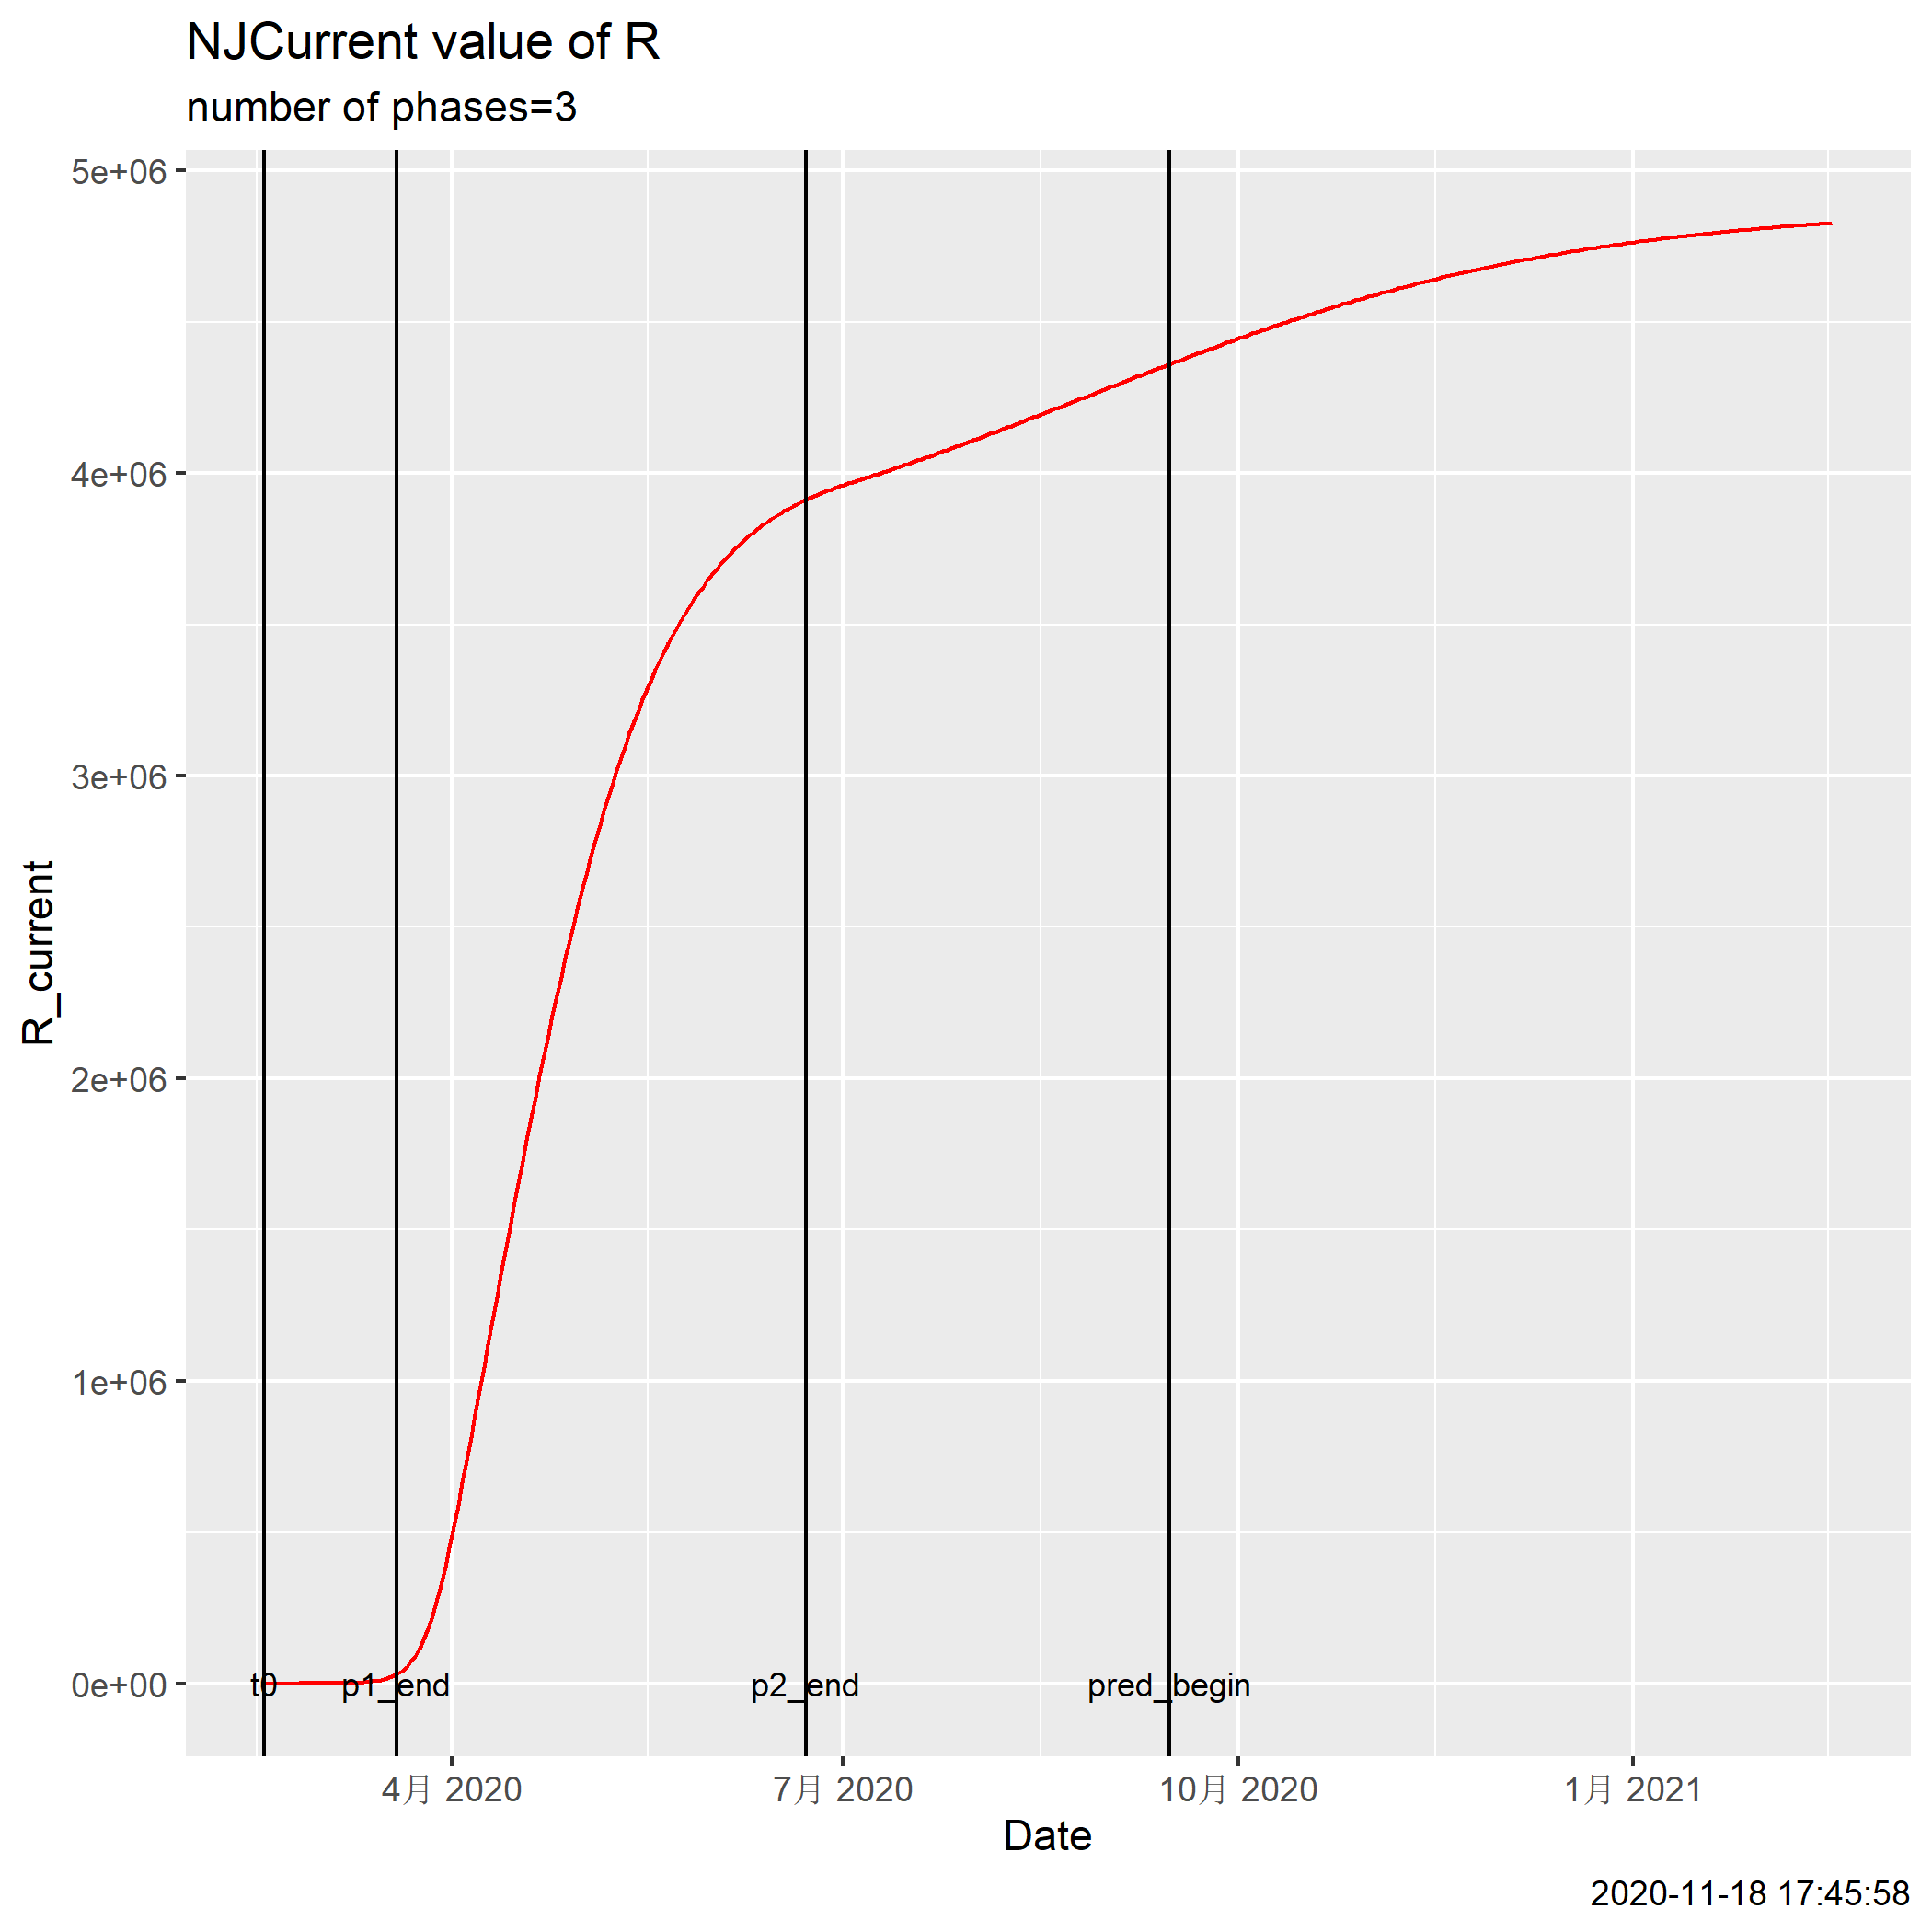 NJCurrent value of R
number of phases=3
5e+06
4e+06
3e+06
2e+06
1e+06
0e+00
R_current
t0
p1_end
p2_end
pred_begin
4月 2020
7月 2020
10月 2020
1月 2021
Date
2020-11-18 17:45:58